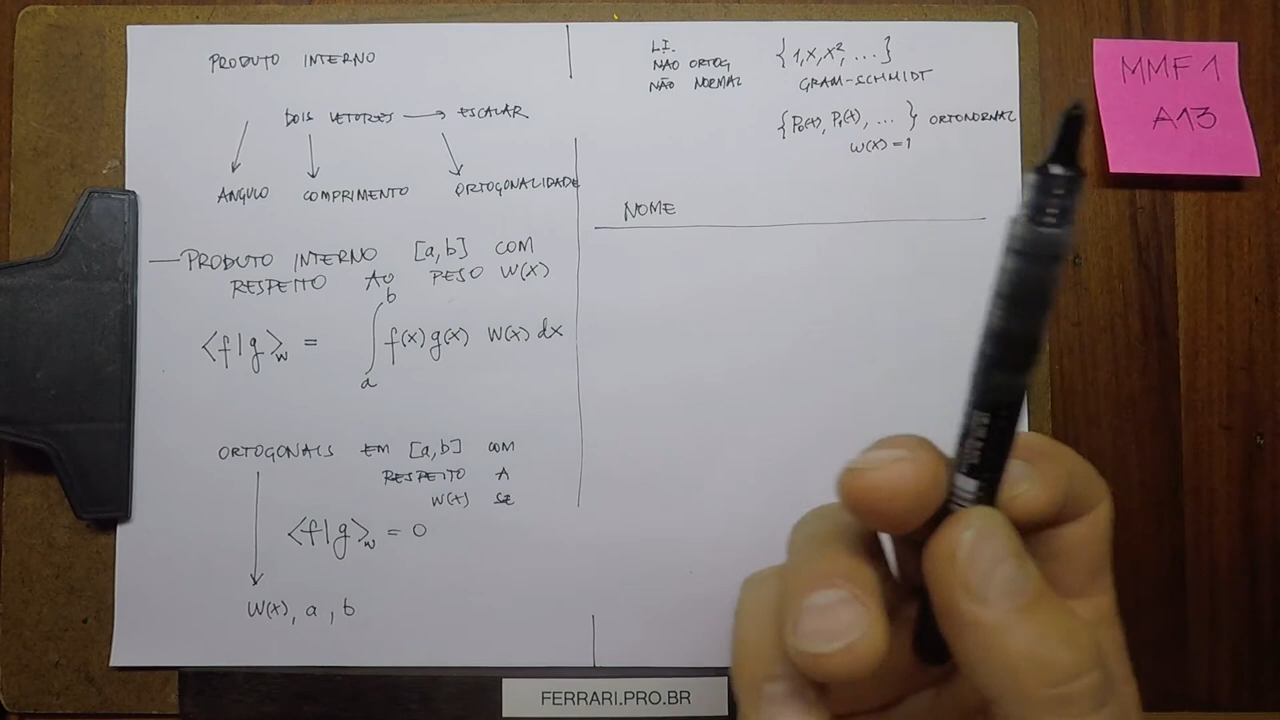 PRODUTO INTERNO
DOIS VETORES → ESCALAR
ANGULO COMPRIMENTO ORTOGONALIDADE
PRODUTO INTERNO [a,b] COM
RESPEITO AO PESO W(X)
⟨f|g⟩w = ∫ₐᵇ f(x)g(x) W(X) dx
ORTOGONAIS EM [a,b] COM
RESPEITO A
W(X) SE
⟨f|g⟩w = 0
W(X), a, b
LI.
NÃO ORTOG
NÃO NORMAL
{1,X,X², ...}
GRAM-SCHMIDT
{P₀(X), P₁(X), ...} ORTONORMAL
W(X) = 1
NOME
MMF 1
A13
FERRARI.PRO.BR